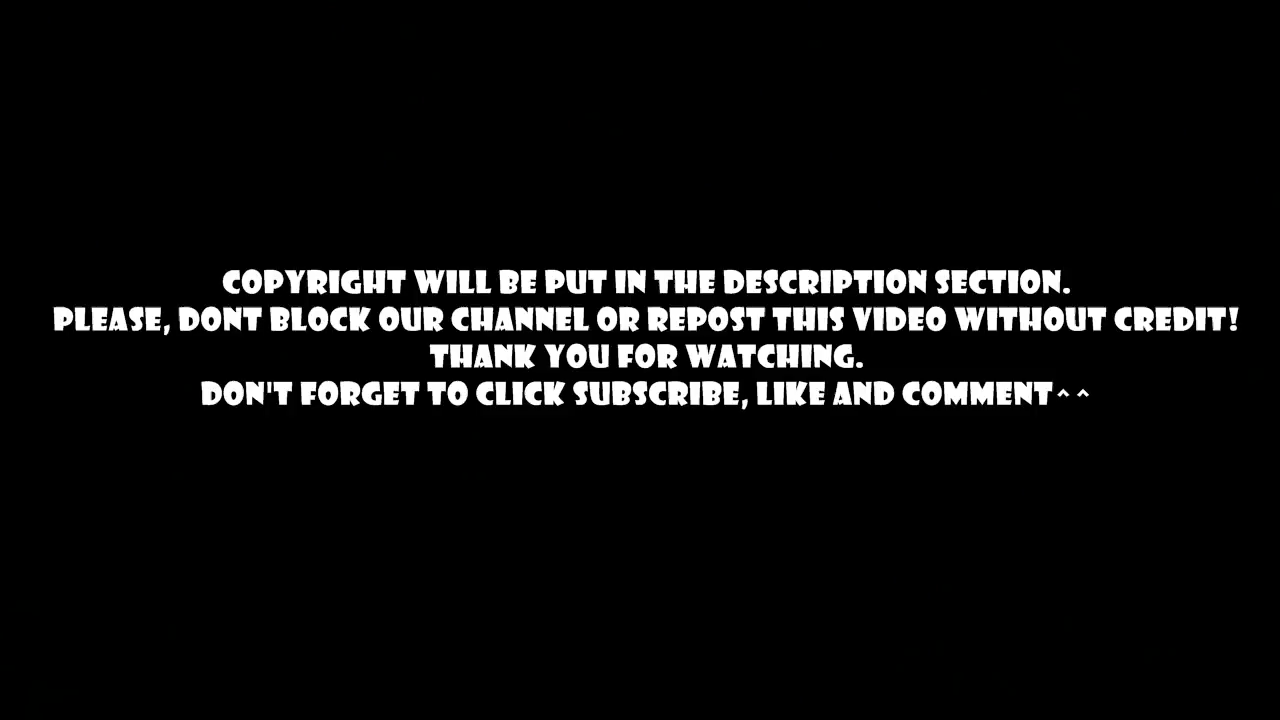 COPYRIGHT WILL BE PUT IN THE DESCRIPTION SECTION.
PLEASE, DONT BLOCK OUR CHANNEL OR REPOST THIS VIDEO WITHOUT CREDIT!
THANK YOU FOR WATCHING.
DON'T FORGET TO CLICK SUBSCRIBE, LIKE AND COMMENT^^